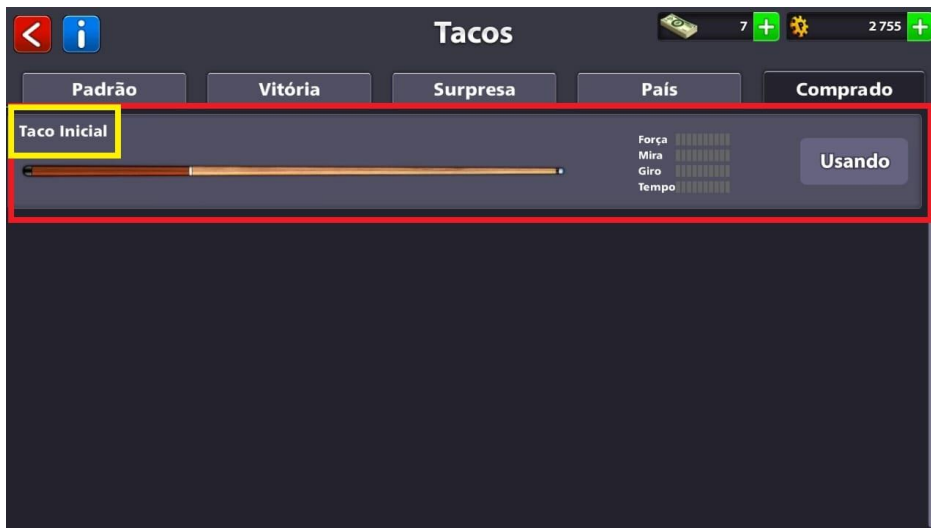 Tacos
7
2 755
Padrão
Vitória
Surpresa
País
Comprado
Taco Inicial
Força
Mira
Giro
Tempo
Usando